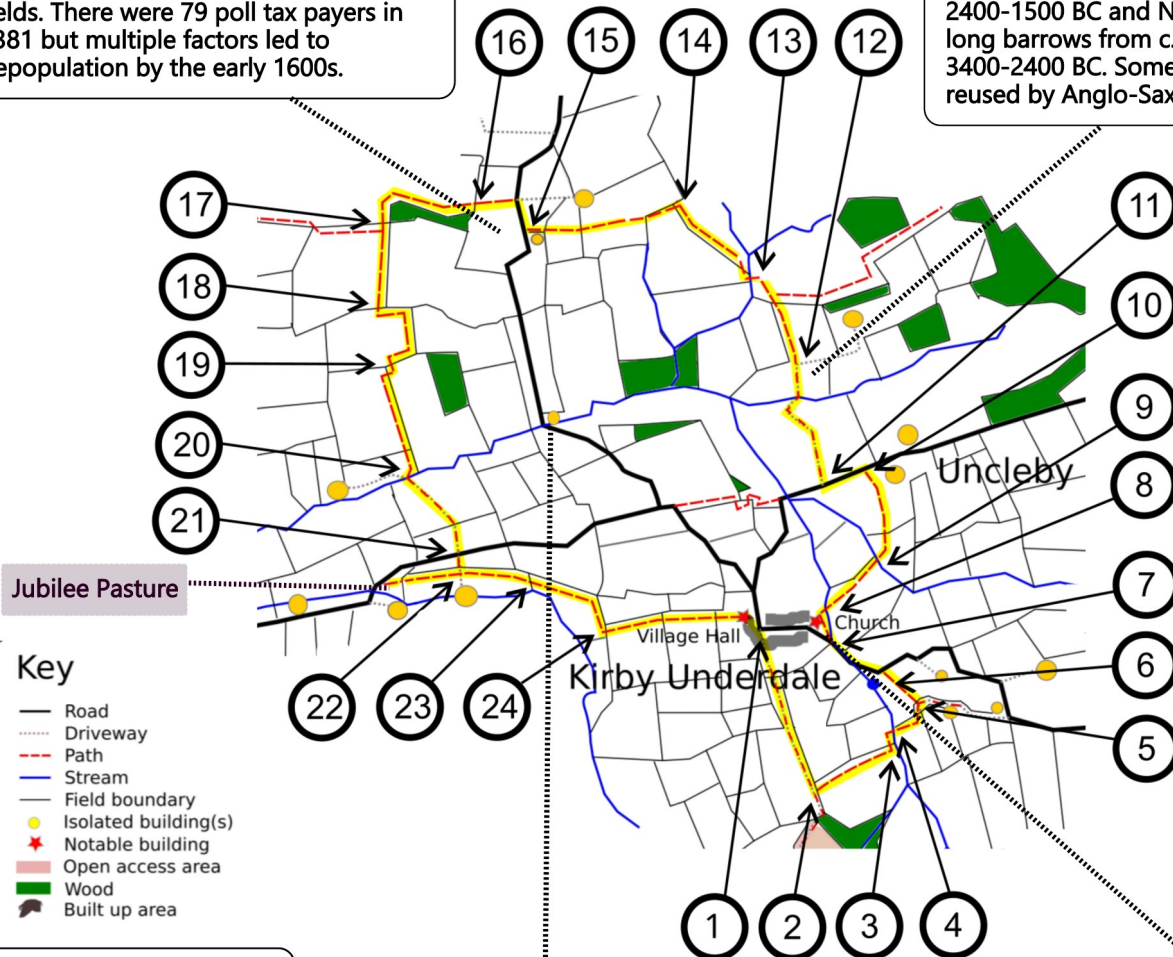 elds. There were 79 poll tax payers in
381 but multiple factors led to
epopulation by the early 1600s.
2400-1500 BC and N
long barrows from c.
3400-2400 BC. Some
reused by Anglo-Sax
16
15
14
13
12
17
11
18
10
19
9
20
Uncleby
8
21
7
Jubilee Pasture
Church
Village Hall
Kirby Underdale
6
22
23
24
5
Key
Road
Driveway
Path
Stream
Field boundary
Isolated building(s)
Notable building
Open access area
Wood
Built up area
1
2
3
4